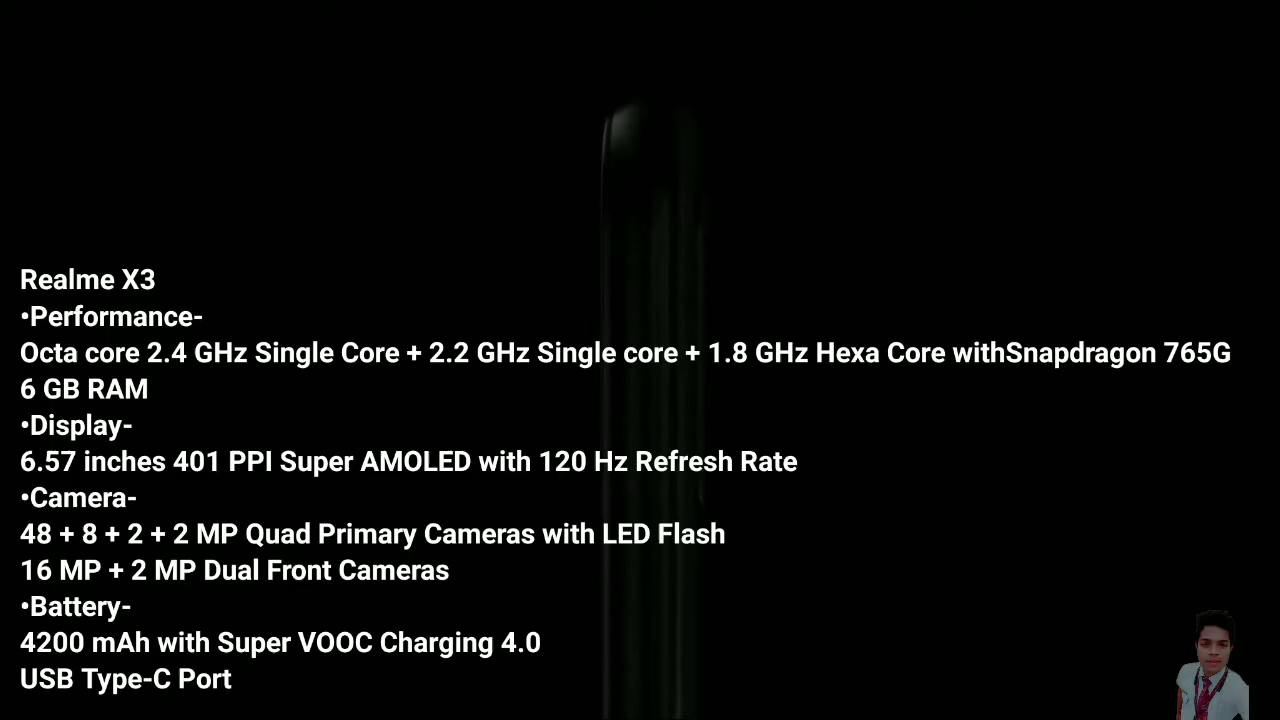 Realme X3
•Performance-
Octa core 2.4 GHz Single Core + 2.2 GHz Single core + 1.8 GHz Hexa Core withSnapdragon 765G
6 GB RAM
•Display-
6.57 inches 401 PPI Super AMOLED with 120 Hz Refresh Rate
•Camera-
48 + 8 + 2 + 2 MP Quad Primary Cameras with LED Flash
16 MP + 2 MP Dual Front Cameras
•Battery-
4200 mAh with Super VOOC Charging 4.0
USB Type-C Port